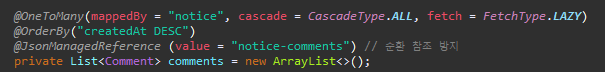 @OneToMany(mappedBy = "notice", cascade = CascadeType.ALL, fetch = FetchType.LAZY)
@OrderBy("createdAt DESC")
@JsonManagedReference (value = "notice-comments") // 순환 참조 방지
private List<Comment> comments = new ArrayList<>();